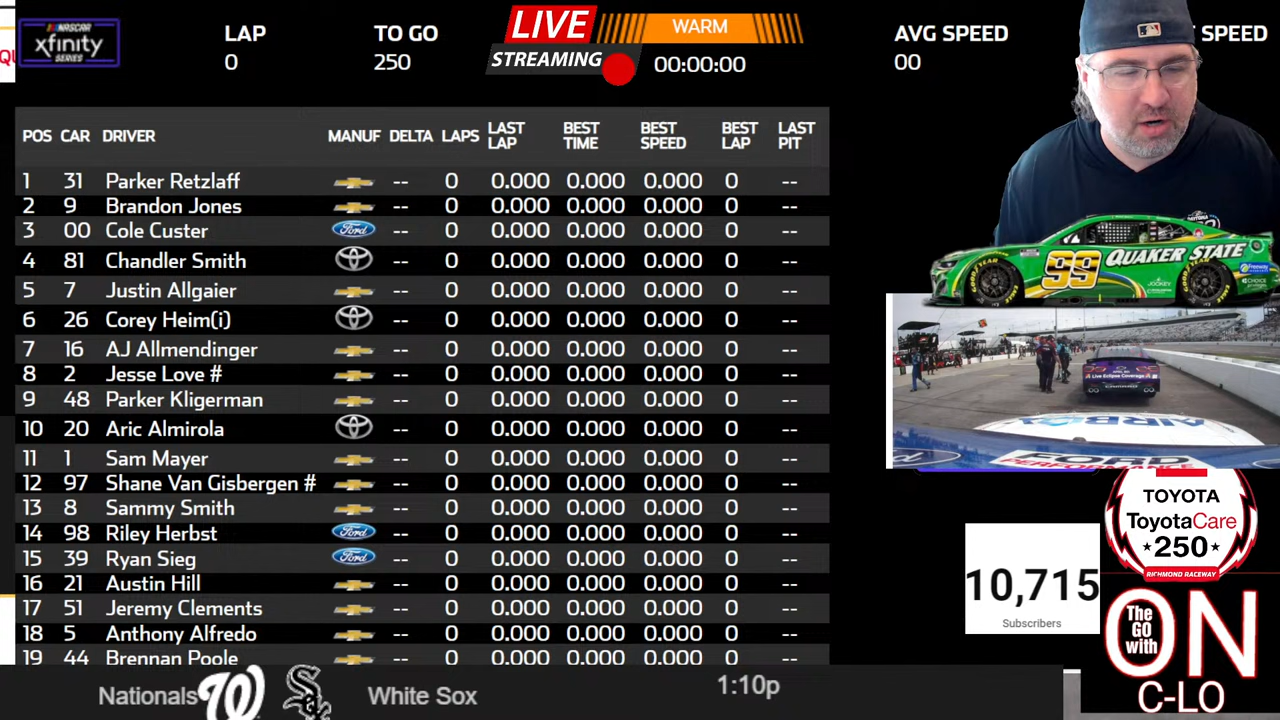 NASCAR
xfinity
SERIES
LAP
0
TO GO
250
LIVE
STREAMING
WARM
00:00:00
AVG SPEED
00
SPEED
POS CAR DRIVER MANUF DELTA LAPS LAST LAP BEST TIME BEST SPEED BEST LAP LAST PIT
1 31 Parker Retzlaff -- 0 0.000 0.000 0.000 0 --
2 9 Brandon Jones -- 0 0.000 0.000 0.000 0 --
3 00 Cole Custer Ford -- 0 0.000 0.000 0.000 0 --
4 81 Chandler Smith -- 0 0.000 0.000 0.000 0 --
5 7 Justin Allgaier -- 0 0.000 0.000 0.000 0 --
6 26 Corey Heim(i) -- 0 0.000 0.000 0.000 0 --
7 16 AJ Allmendinger -- 0 0.000 0.000 0.000 0 --
8 2 Jesse Love # -- 0 0.000 0.000 0.000 0 --
9 48 Parker Kligerman -- 0 0.000 0.000 0.000 0 --
10 20 Aric Almirola -- 0 0.000 0.000 0.000 0 --
11 1 Sam Mayer -- 0 0.000 0.000 0.000 0 --
12 97 Shane Van Gisbergen # -- 0 0.000 0.000 0.000 0 --
13 8 Sammy Smith -- 0 0.000 0.000 0.000 0 --
14 98 Riley Herbst Ford -- 0 0.000 0.000 0.000 0 --
15 39 Ryan Sieg Ford -- 0 0.000 0.000 0.000 0 --
16 21 Austin Hill -- 0 0.000 0.000 0.000 0 --
17 51 Jeremy Clements -- 0 0.000 0.000 0.000 0 --
18 5 Anthony Alfredo -- 0 0.000 0.000 0.000 0 --
19 44 Brennan Poole -- 0 0.000 0.000 0.000 0 --
99 QUAKER STATE
GOODYEAR
JOCKEY
freeway
CHOICE
Live Eclipse Coverage
AIRBOX
FORD
PERFORMANCE
TOYOTA
ToyotaCare
250
RICHMOND RACEWAY
10,715
Subscribers
The
GO
with
ON
C-LO
Nationals W Sox White Sox 1:10p